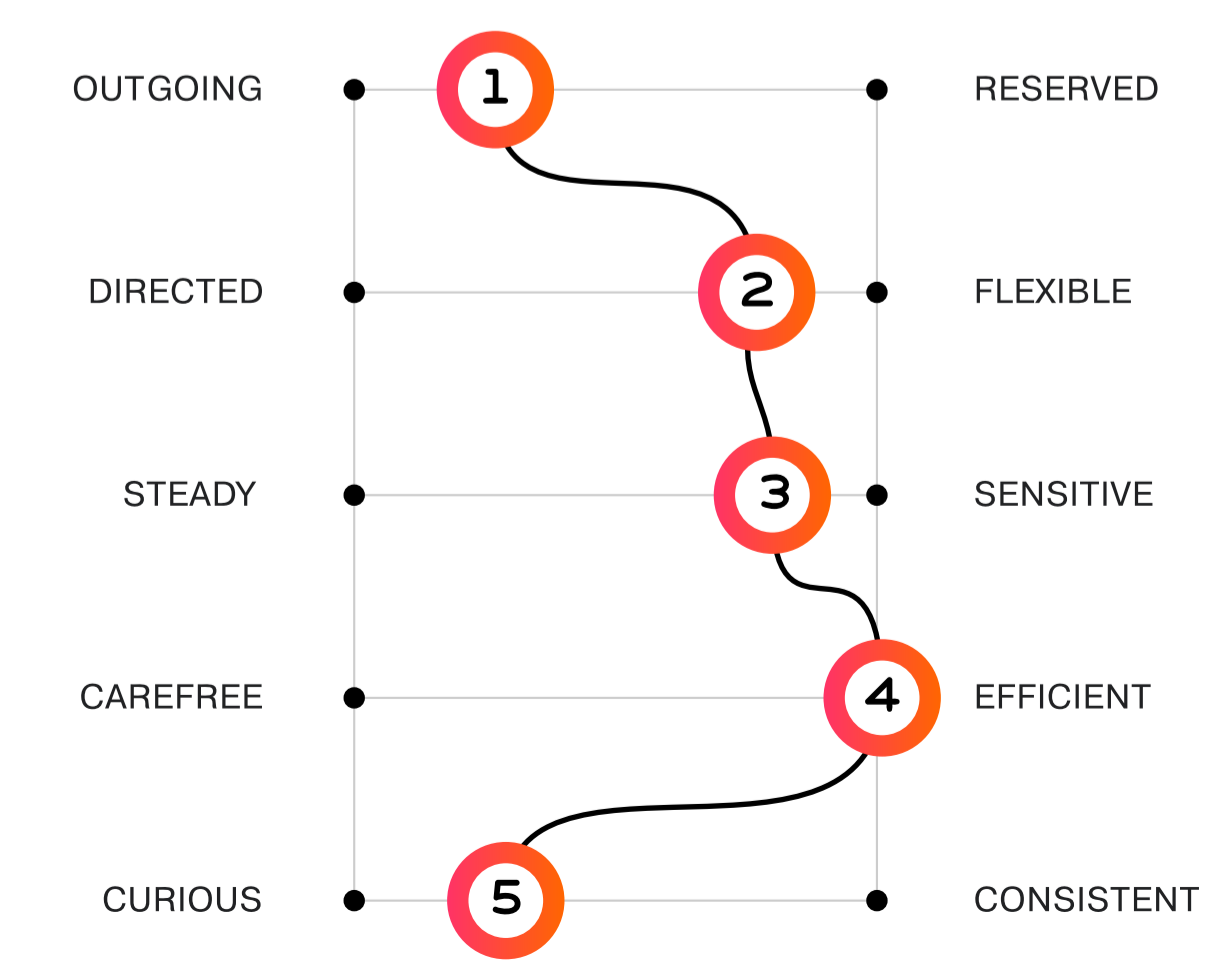 OUTGOING 1 RESERVED
DIRECTED 2 FLEXIBLE
STEADY 3 SENSITIVE
CAREFREE 4 EFFICIENT
CURIOUS 5 CONSISTENT